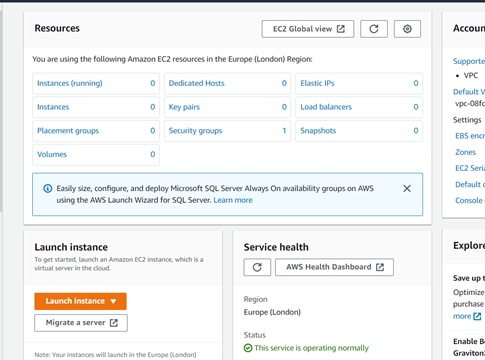 Resources
EC2 Global view
You are using the following Amazon EC2 resources in the Europe (London) Region:
Instances (running) 0
Dedicated Hosts 0
Elastic IPs 0
Instances 0
Key pairs 0
Load balancers 0
Placement groups 0
Security groups 1
Snapshots 0
Volumes 0
Easily size, configure, and deploy Microsoft SQL Server Always On availability groups on AWS
using the AWS Launch Wizard for SQL Server. Learn more
Launch instance
To get started, launch an Amazon EC2 instance, which is a
virtual server in the cloud.
Launch instance
Migrate a server
Note: Your instances will launch in the Europe (London)
Service health
AWS Health Dashboard
Region
Europe (London)
Status
This service is operating normally
Accoun
Supporte
VPC
Default V
vpc-08fc
Settings
EBS encr
Zones
EC2 Seria
Default c
Console
Explore
Save up t
Optimize
purchase
more
Enable Be
Graviton